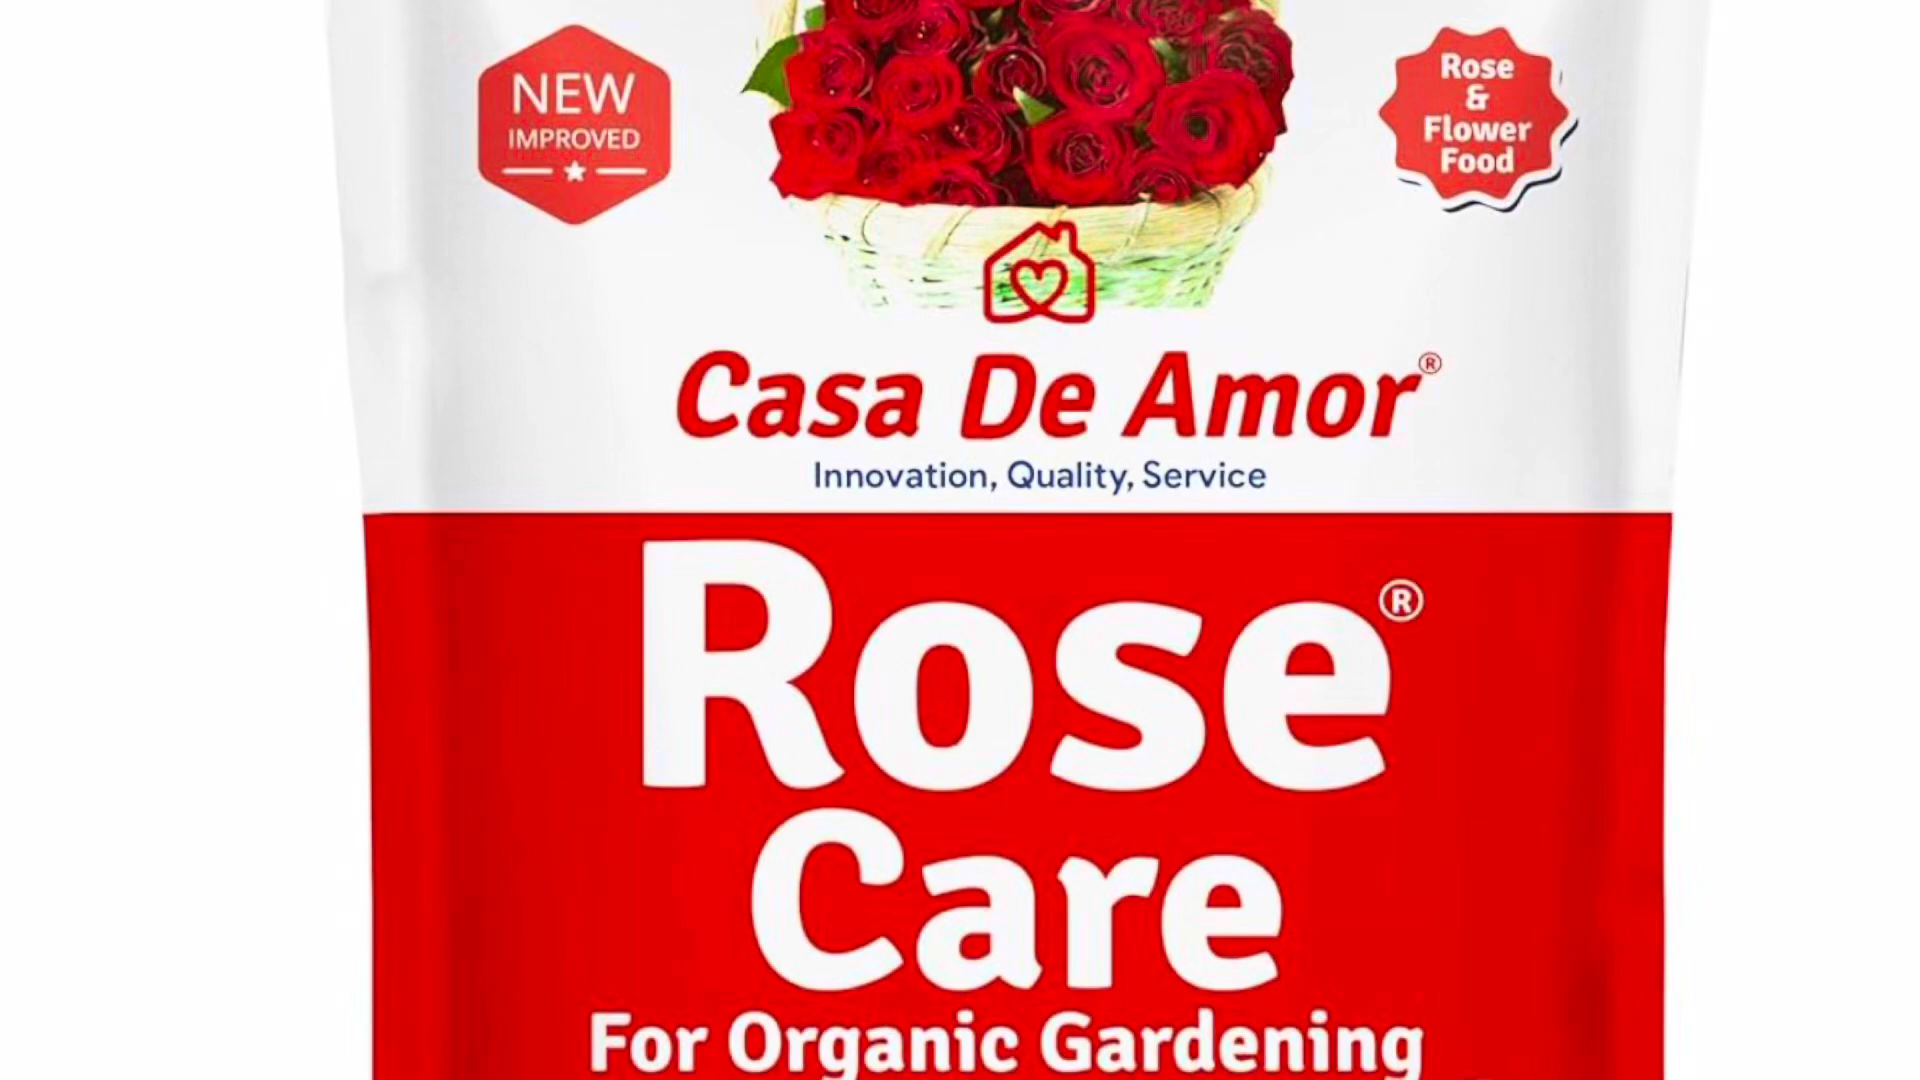 NEW
IMPROVED
Rose
&
Flower
Food
Casa De Amor®
Innovation, Quality, Service
Rose®
Care
For Organic Gardening